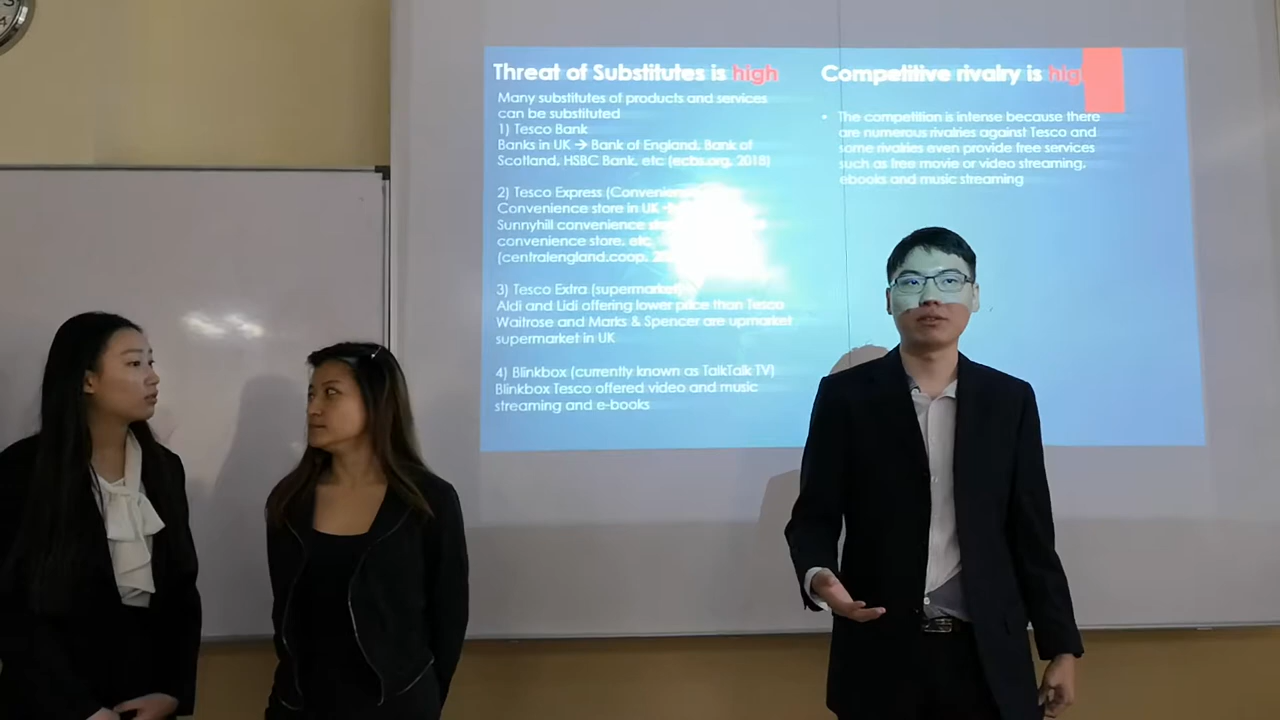 Threat of Substitutes is high
Many substitutes of products and services
can be substituted
1) Tesco Bank
Banks in UK → Bank of England, Bank of
Scotland, HSBC Bank, etc (ecbs.org, 2018)
2) Tesco Express (Convenience
Convenience store in UK
Sunnyhill convenience
convenience store, etc.
(centralengland.coop,
3) Tesco Extra (supermarket)
Aldi and Lidi offering lower price than Tesco
Waitrose and Marks & Spencer are upmarket
supermarket in UK
4) Blinkbox (currently known as TalkTalk TV)
Blinkbox Tesco offered video and music
streaming and e-books
Competitive rivalry is hig
• The competition is intense because there
are numerous rivalries against Tesco and
some rivalries even provide free services
such as free movie or video streaming,
ebooks and music streaming